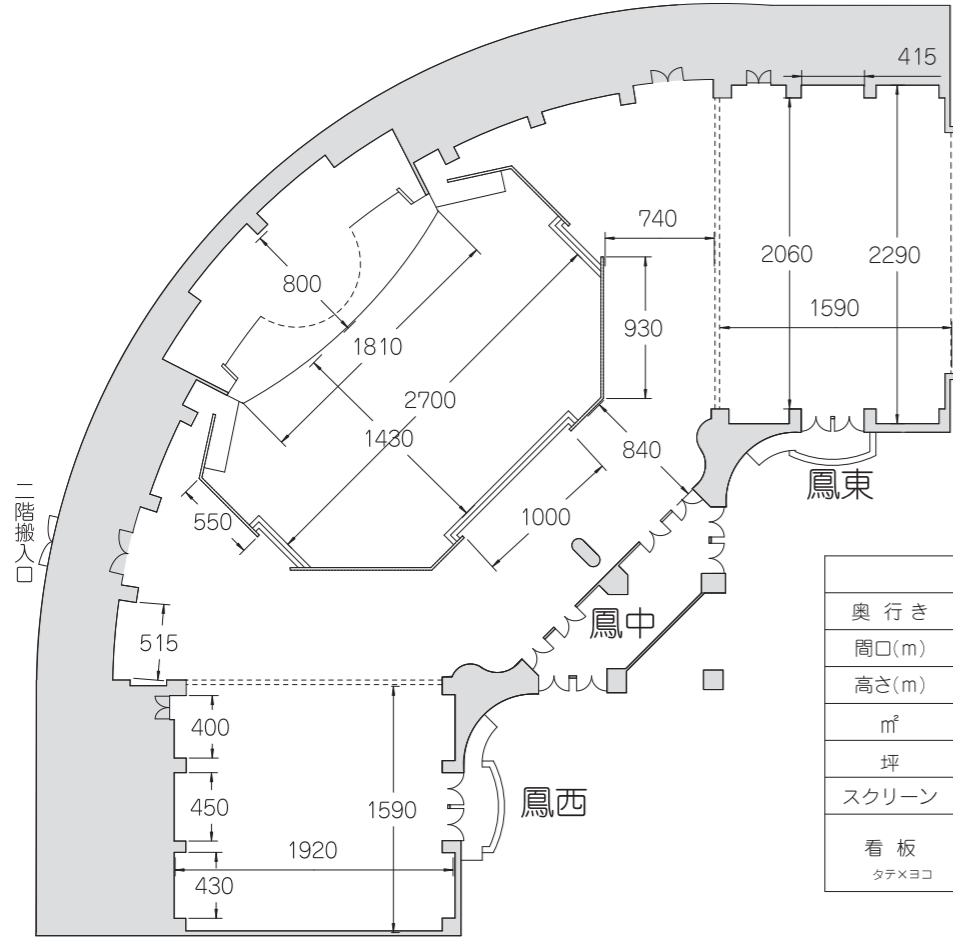 415
740
2060
2290
800
1590
930
1810
2700
1430
840
鳳東
二階搬入口
550
1000
鳳中
515
400
450
1590
鳳西
1920
430
奥行き
間口(m)
高さ(m)
㎡
坪
スクリーン
看板
タテ×ヨコ